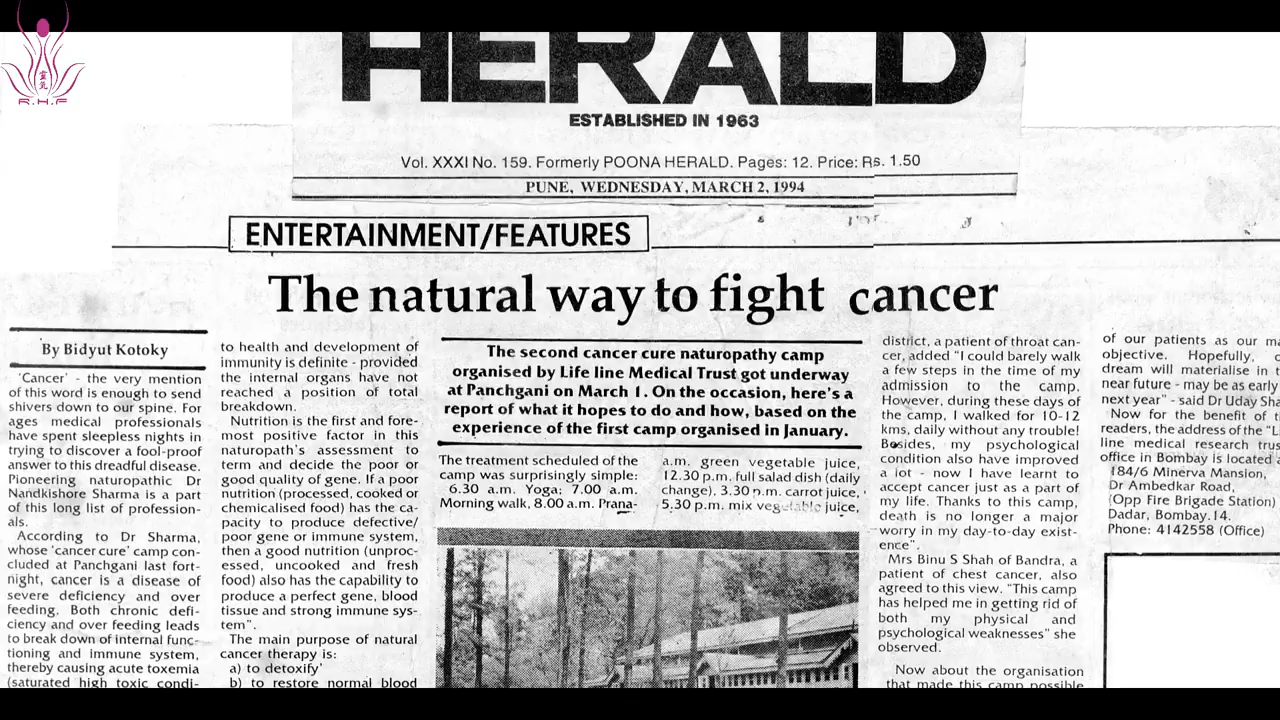 靈氣
R.H.F
HERALD
ESTABLISHED IN 1963
Vol. XXXI No. 159. Formerly POONA HERALD. Pages: 12. Price: Rs. 1.50
PUNE, WEDNESDAY, MARCH 2, 1994
ENTERTAINMENT/FEATURES
The natural way to fight cancer
By Bidyut Kotoky
'Cancer' - the very mention
of this word is enough to send
shivers down to our spine. For
ages medical professionals
have spent sleepless nights in
trying to discover a fool-proof
answer to this dreadful disease.
Pioneering naturopathic Dr
Nandkishore Sharma is a part
of this long list of profession-
als.
According to Dr Sharma,
whose 'cancer cure' camp con-
cluded at Panchgani last fort-
night, cancer is a disease of
severe deficiency and over
feeding. Both chronic defi-
ciency and over feeding leads
to break down of internal func-
tioning and immune system,
thereby causing acute toxemia
(saturated high toxic condi-
to health and development of
immunity is definite - provided
the internal organs have not
reached a position of total
breakdown.
Nutrition is the first and fore-
most positive factor in this
naturopath's assessment to
term and decide the poor or
good quality of gene. If a poor
nutrition (processed, cooked or
chemicalised food) has the ca-
pacity to produce defective/
poor gene or immune system,
then a good nutrition (unproc-
essed, uncooked and fresh
food) also has the capability to
produce a perfect gene, blood
tissue and strong immune sys-
tem".
The main purpose of natural
cancer therapy is:
a) to detoxify'
b) to restore normal blood
The second cancer cure naturopathy camp
organised by Life line Medical Trust got underway
at Panchgani on March 1. On the occasion, here's a
report of what it hopes to do and how, based on the
experience of the first camp organised in January.
The treatment scheduled of the
camp was surprisingly simple:
6.30 a.m. Yoga; 7.00 a.m.
Morning walk, 8.00 a.m. Prana-
a.m. green vegetable juice,
12.30 p.m. full salad dish (daily
change), 3.30 p.m. carrot juice,
5.30 p.m. mix vegetable juice,
district, a patient of throat can-
cer, added "I could barely walk
a few steps in the time of my
admission to the camp.
However, during these days of
the camp, I walked for 10-12
kms, daily without any trouble!
Besides, my psychological
condition also have improved
a lot - now I have learnt to
accept cancer just as a part of
my life. Thanks to this camp,
death is no longer a major
worry in my day-to-day exist-
ence".
Mrs Binu S Shah of Bandra, a
patient of chest cancer, also
agreed to this view. "This camp
has helped me in getting rid of
both my physical and
psychological weaknesses" she
observed.
Now about the organisation
that made this camp possible
of our patients as our ma
objective. Hopefully,
dream will materialise in t
near future - may be as early
next year" - said Dr Uday Sha
Now for the benefit of t
readers, the address of the "Li
line medical research trus
office in Bombay is located a
184/6 Minerva Mansion,
Dr Ambedkar Road,
(Opp Fire Brigade Station)
Dadar, Bombay.14.
Phone: 4142558 (Office)